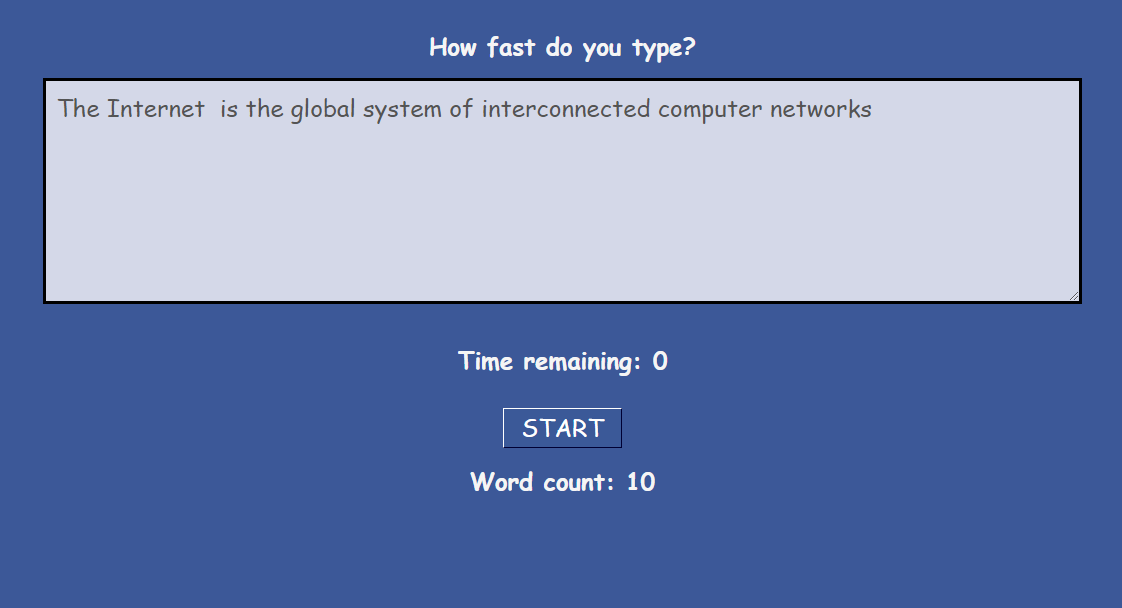 How fast do you type?
The Internet  is the global system of interconnected computer networks
Time remaining: 0
START
Word count: 10